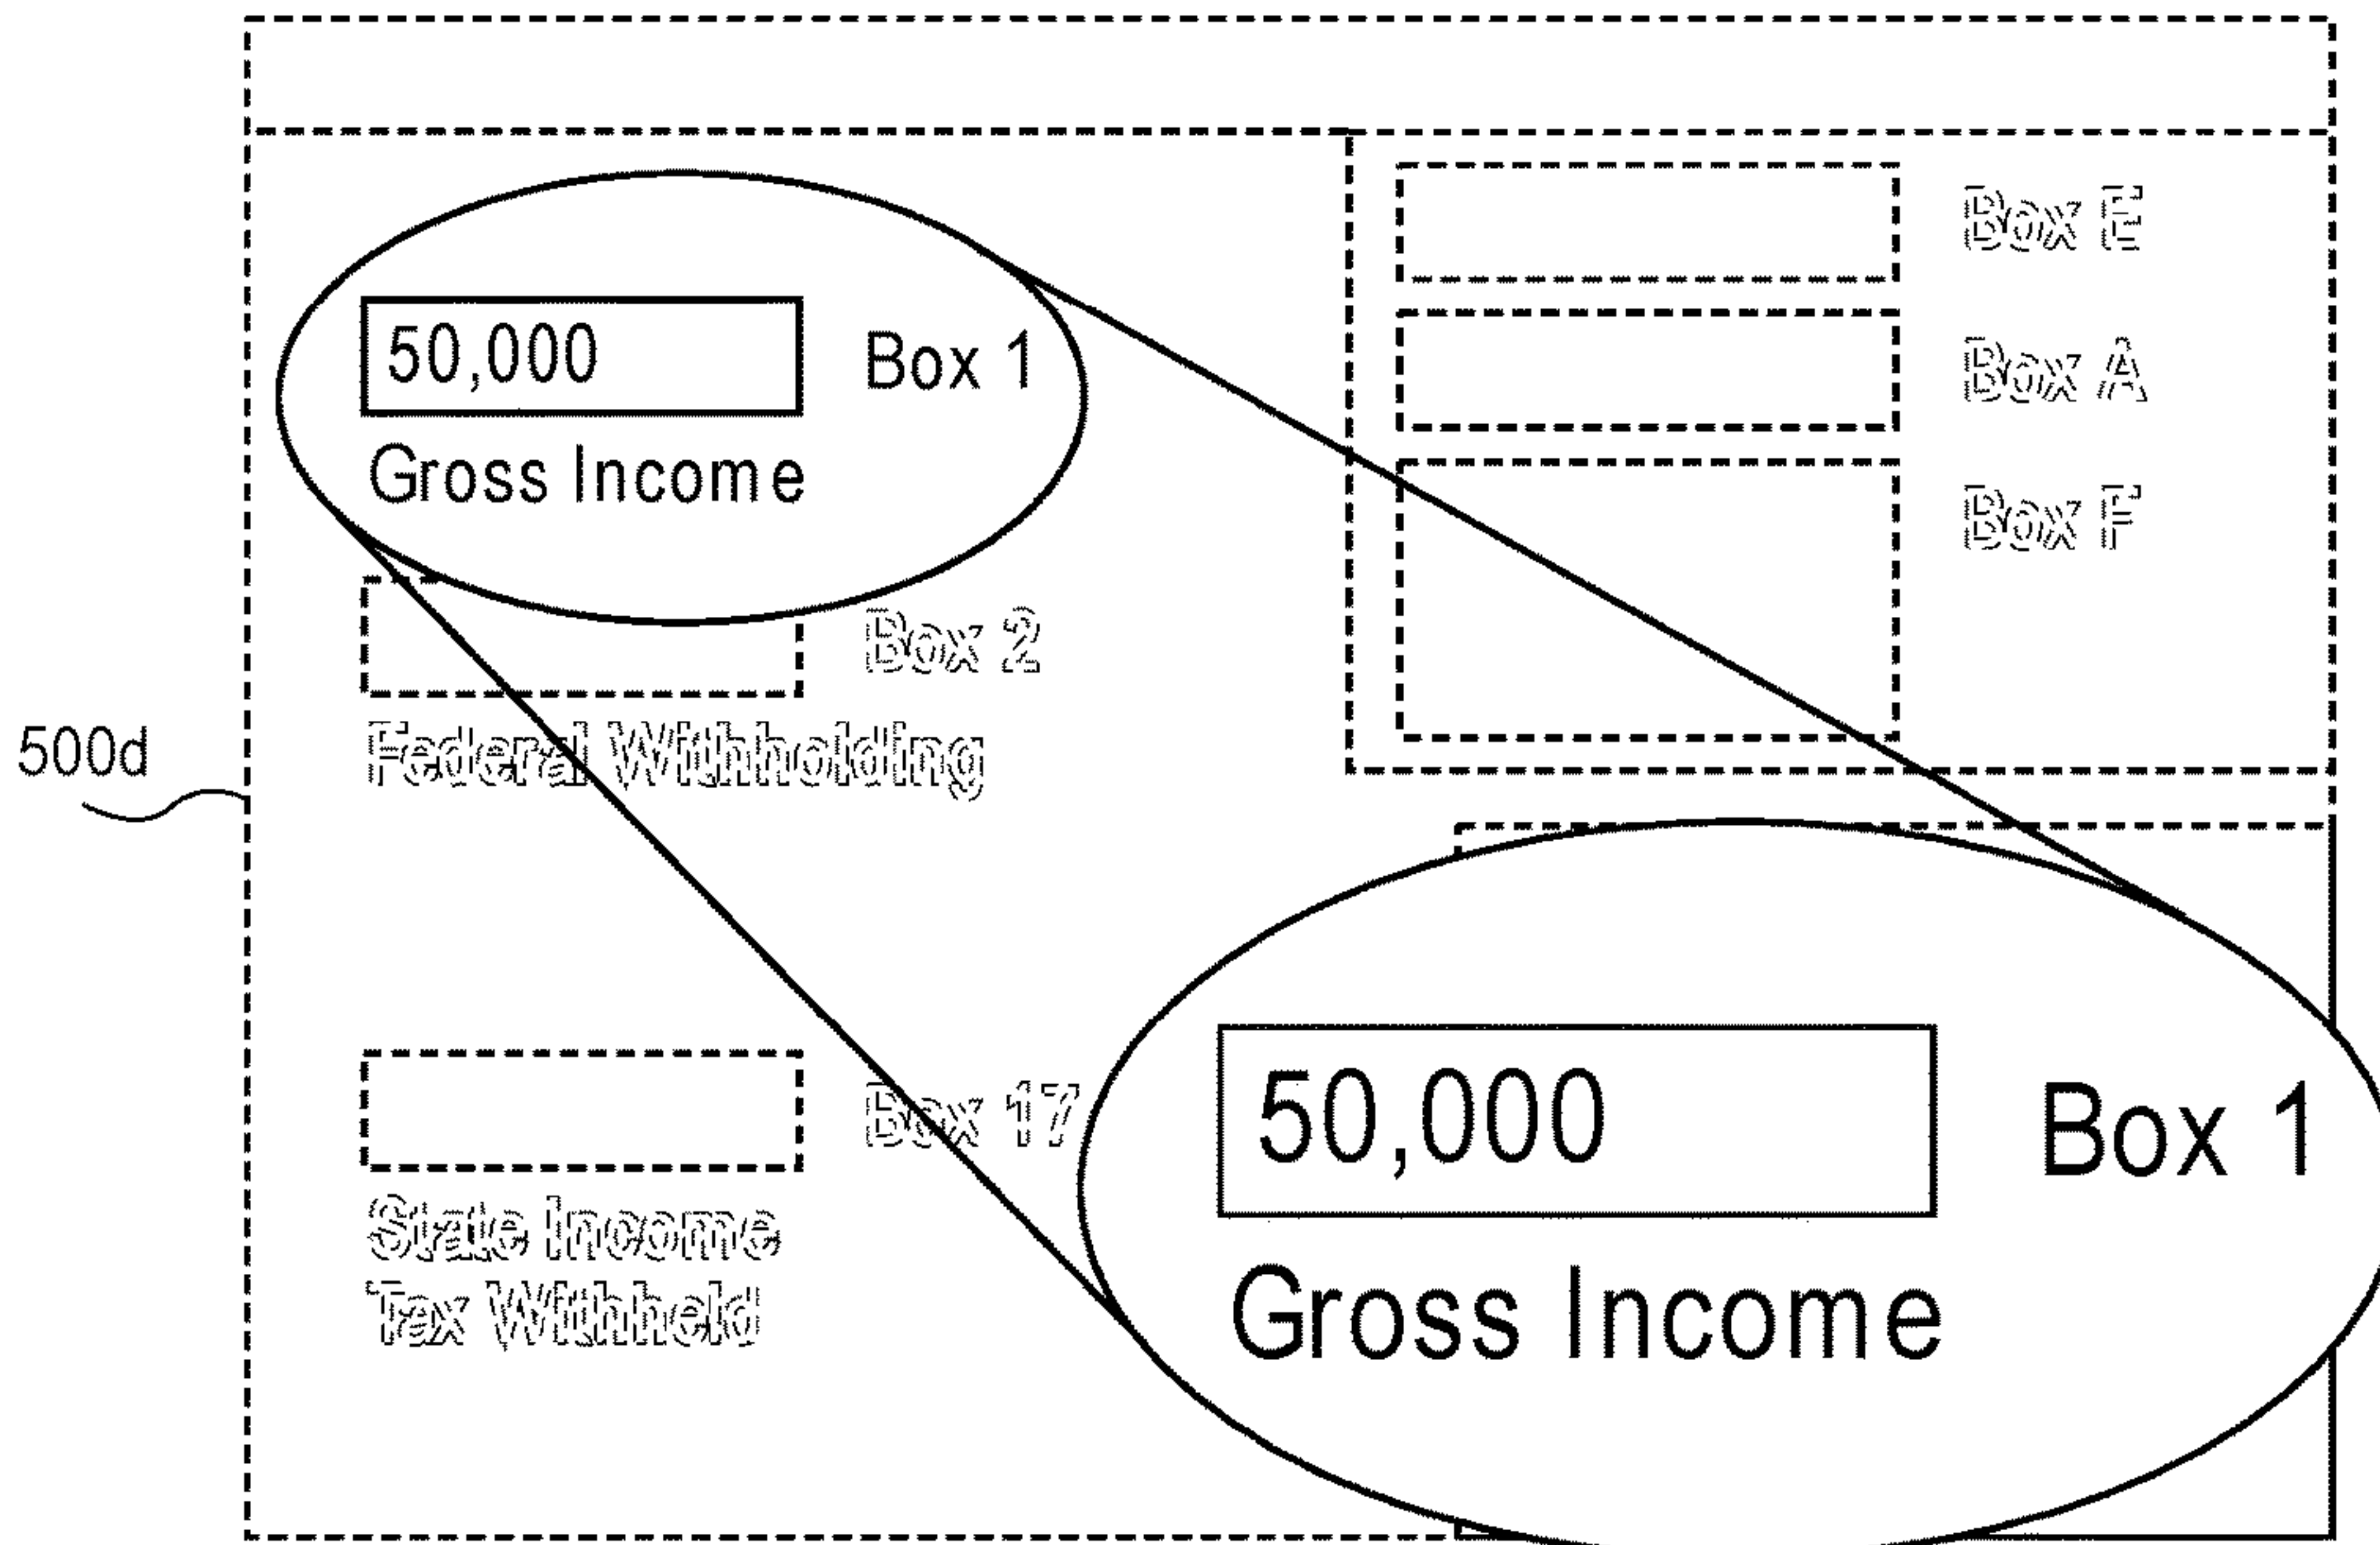 Box E
50,000 Box 1
Box A
Gross Income
Box F
Box 2
500d
Federal Withholding
50,000 Box 1
Box 17
Gross Income
State Income
Tax Withheld